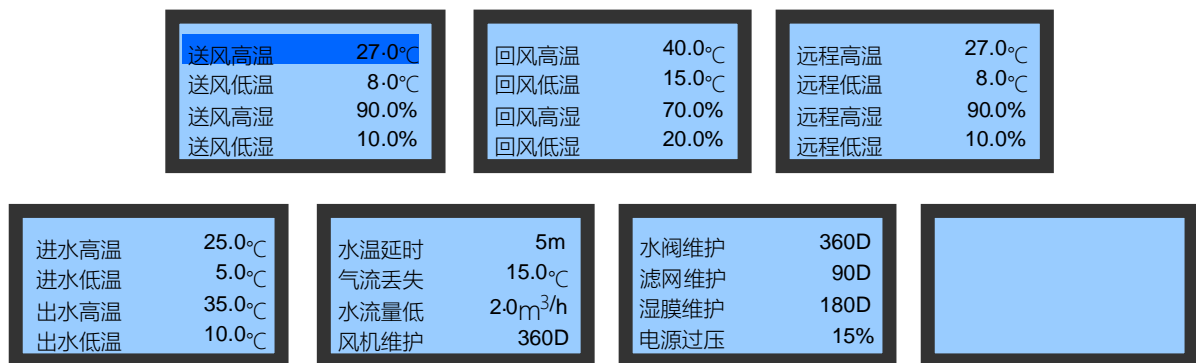 送风高温 27.0℃
送风低温 8.0℃
送风高湿 90.0%
送风低湿 10.0%
回风高温 40.0℃
回风低温 15.0℃
回风高湿 70.0%
回风低湿 20.0%
远程高温 27.0℃
远程低温 8.0℃
远程高湿 90.0%
远程低湿 10.0%
进水高温 25.0℃
进水低温 5.0℃
出水高温 35.0℃
出水低温 10.0℃
水温延时 5m
气流丢失 15.0℃
水流量低 2.0m³/h
风机维护 360D
水阀维护 360D
滤网维护 90D
湿膜维护 180D
电源过压 15%